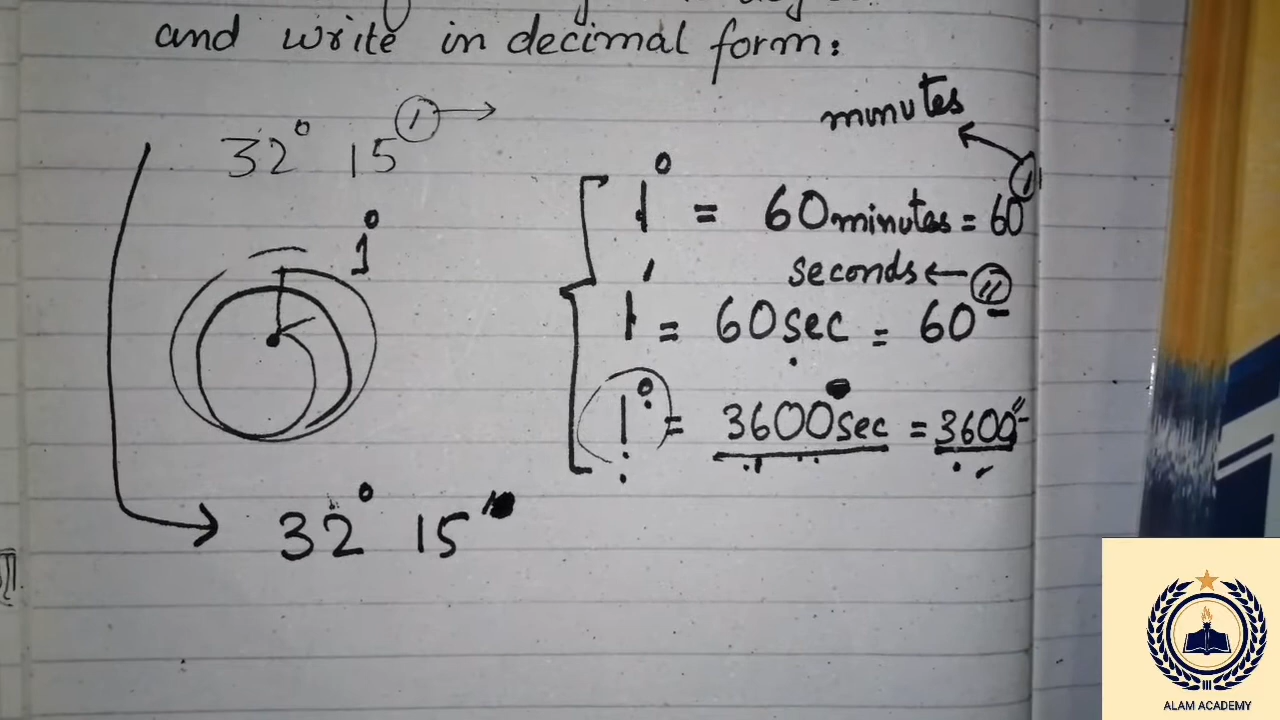 and write in decimal form:
32° 15′ →
minutes
1° = 60 minutes = 60′
seconds ←
1′ = 60 sec = 60″
1° = 3600 sec = 3600″
1°
32° 15′
ALAM ACADEMY